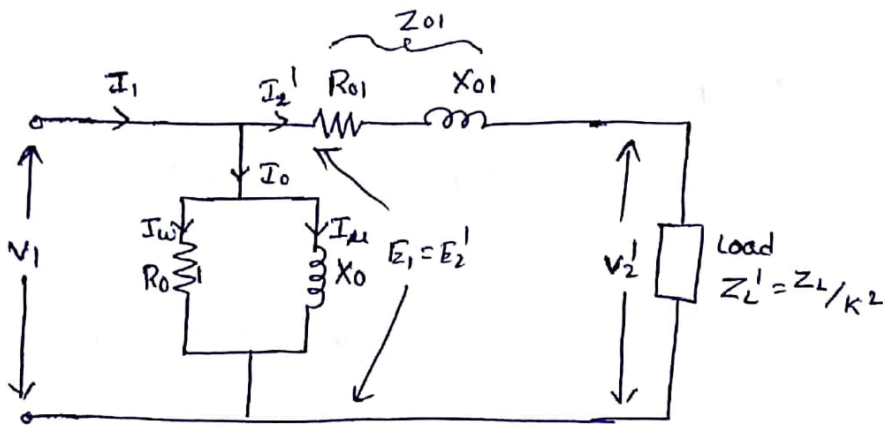 Z01
I1
I2'
R01
X01
I0
Iw
Iμ
V1
R0
X0
E1 = E2'
V2'
Load
ZL' = ZL/K2